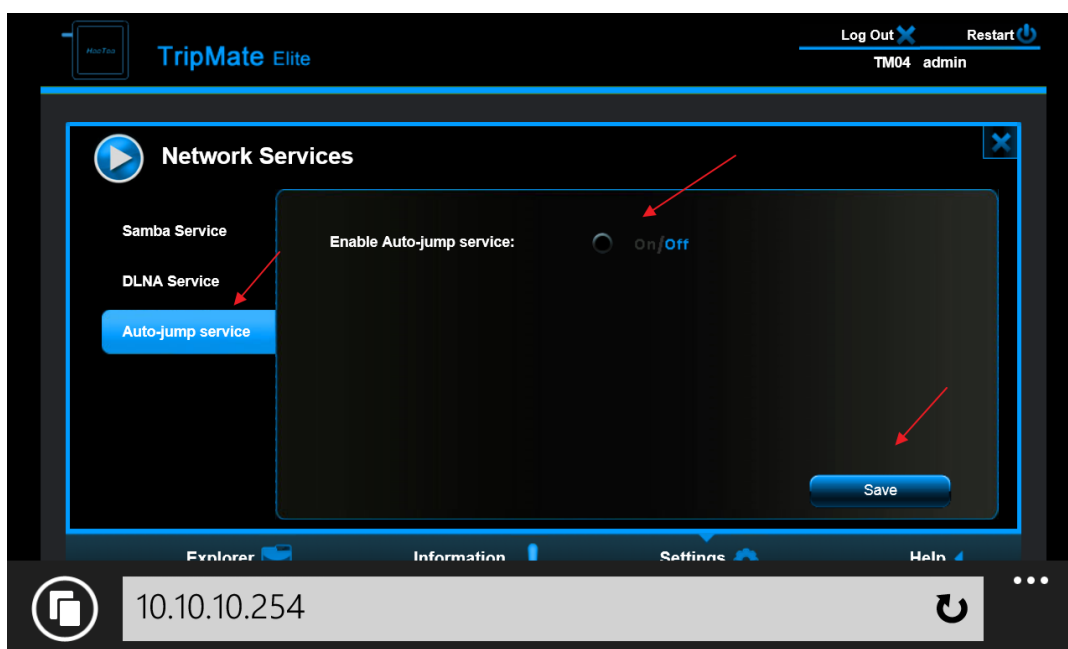 HooToo
TripMate Elite
Log Out
Restart
TM04 admin
Network Services
Samba Service
DLNA Service
Auto-jump service
Enable Auto-jump service:
On/Off
Save
Explorer
Information
Settings
Help
10.10.10.254